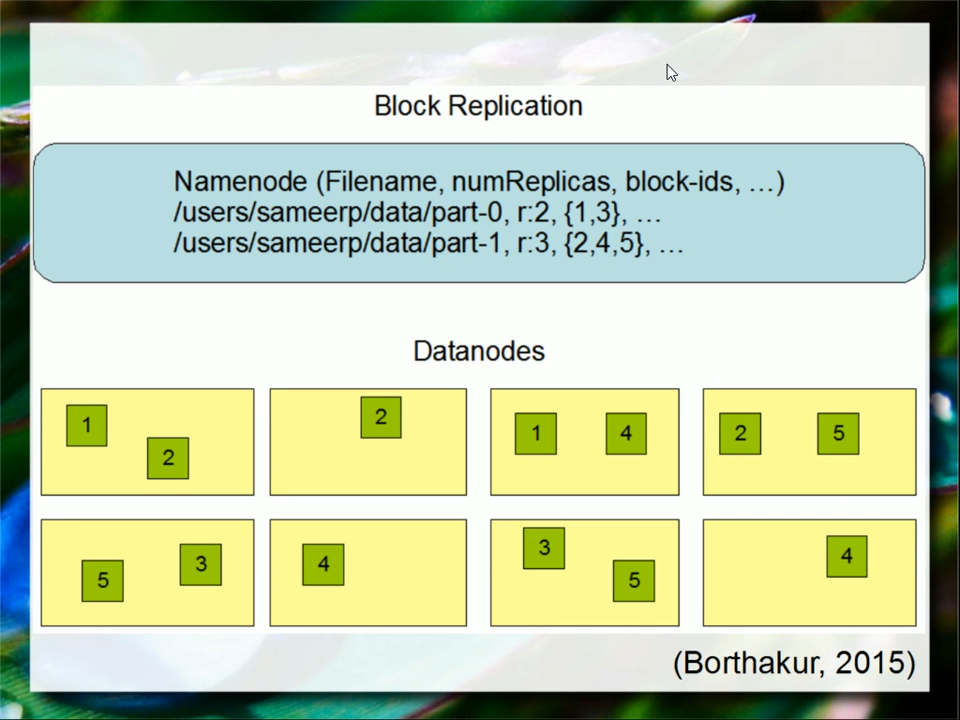 Block Replication
Namenode (Filename, numReplicas, block-ids, …)
/users/sameerp/data/part-0, r:2, {1,3}, …
/users/sameerp/data/part-1, r:3, {2,4,5}, …
Datanodes
1
2
2
1 4
2 5
5 3
4
3
5
4
(Borthakur, 2015)